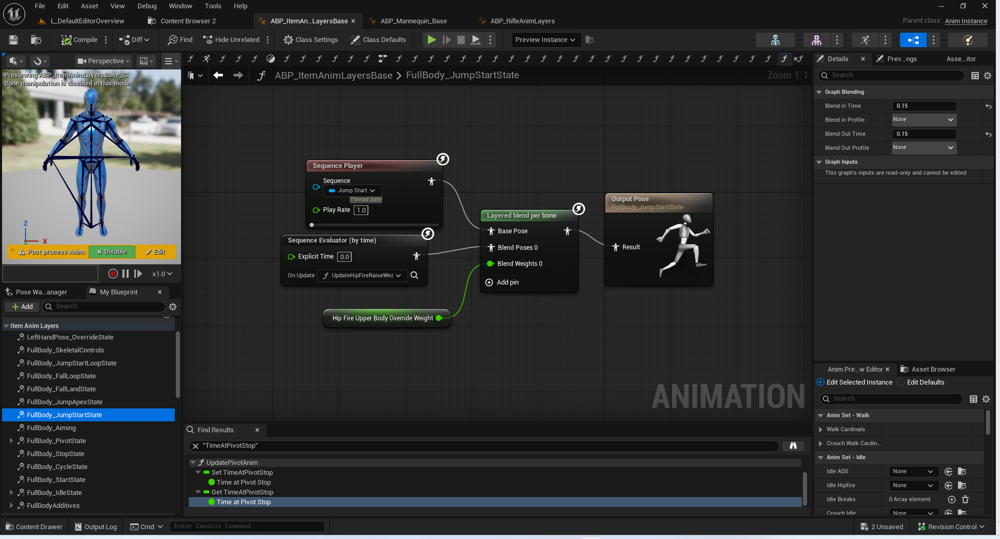 File Edit Asset View Debug Window Tools Help
L_DefaultEditorOverview
Content Browser 2
ABP_ItemAn...LayersBase
ABP_Mannequin_Base
ABP_RifleAnimLayers
Parent class: Anim Instance
Compile
Diff
Find
Hide Unrelated
Class Settings
Class Defaults
Preview Instance
Perspective
Previewing ABP_ItemAnimLayersBase_C.
Bone manipulation is disabled in this mode.
Z
X
Post process Anim
Disable
Edit
x1.0
Pose Wa...anager
My Blueprint
Add
Search
Item Anim Layers
LeftHandPose_OverrideState
FullBody_SkeletalControls
FullBody_JumpStartLoopState
FullBody_FallLoopState
FullBody_FallLandState
FullBody_JumpApexState
FullBody_JumpStartState
FullBody_Aiming
FullBody_PivotState
FullBody_StopState
FullBody_CycleState
FullBody_StartState
FullBody_IdleState
FullBodyAdditives
ABP_ItemAnimLayersBase > FullBody_JumpStartState
Zoom 1:1
Sequence Player
Sequence
Jump Start
Thread Safe
Play Rate 1.0
Sequence Evaluator (by time)
Explicit Time 0.0
On Update UpdateHipFireRaiseWea
Hip Fire Upper Body Override Weight
Layered blend per bone
Base Pose
Blend Poses 0
Blend Weights 0
Add pin
Output Pose
FullBody_JumpStartState
Result
ANIMATION
Find Results
"TimeAtPivotStop"
UpdatePivotAnim
Set TimeAtPivotStop
Time at Pivot Stop
Get TimeAtPivotStop
Time at Pivot Stop
Details
Prev...ngs
Asse...itor
Search
Graph Blending
Blend in Time 0.15
Blend in Profile None
Blend Out Time 0.15
Blend Out Profile None
Graph Inputs
This graph's inputs are read-only and cannot be edited
Anim Pre...w Editor
Asset Browser
Edit Selected Instance
Edit Defaults
Search
Anim Set - Walk
Walk Cardinals
Crouch Walk Cardin...
Anim Set - Idle
Idle ADS None
Idle Hipfire None
Idle Breaks 0 Array element
Crouch Idle None
Content Drawer
Output Log
Cmd
Enter Console Command
2 Unsaved
Revision Control